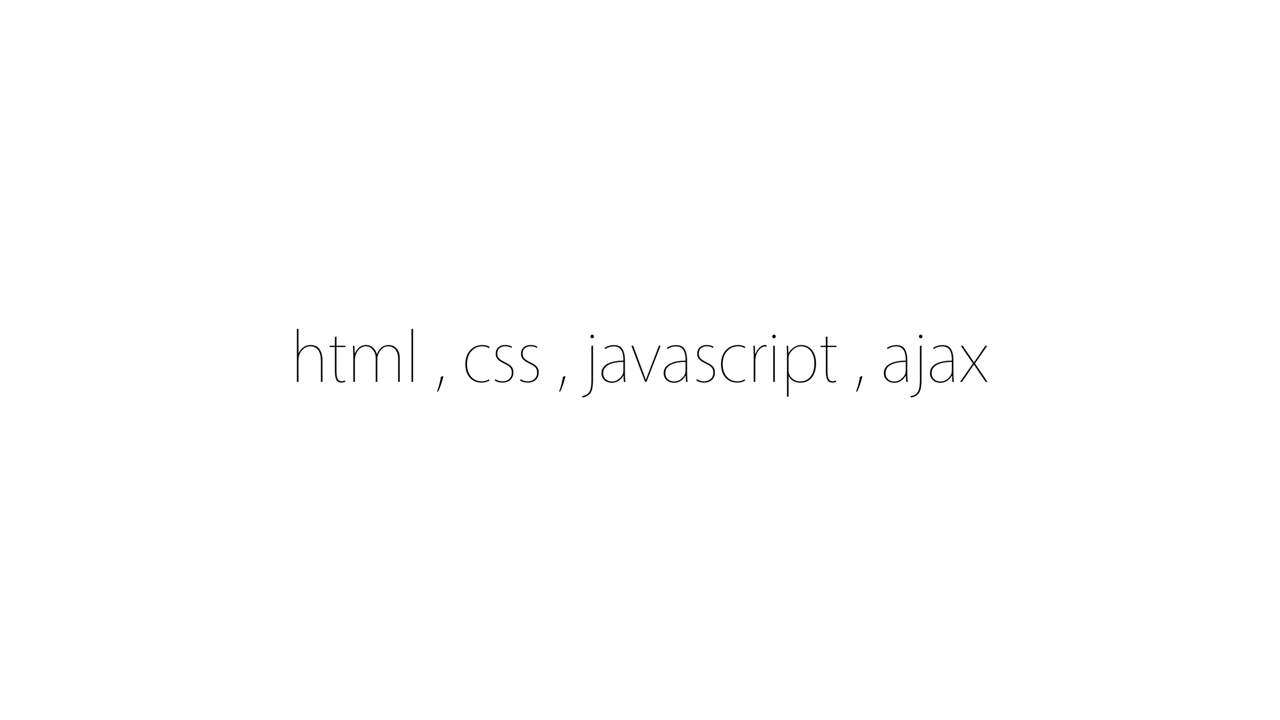 html , css , javascript , ajax